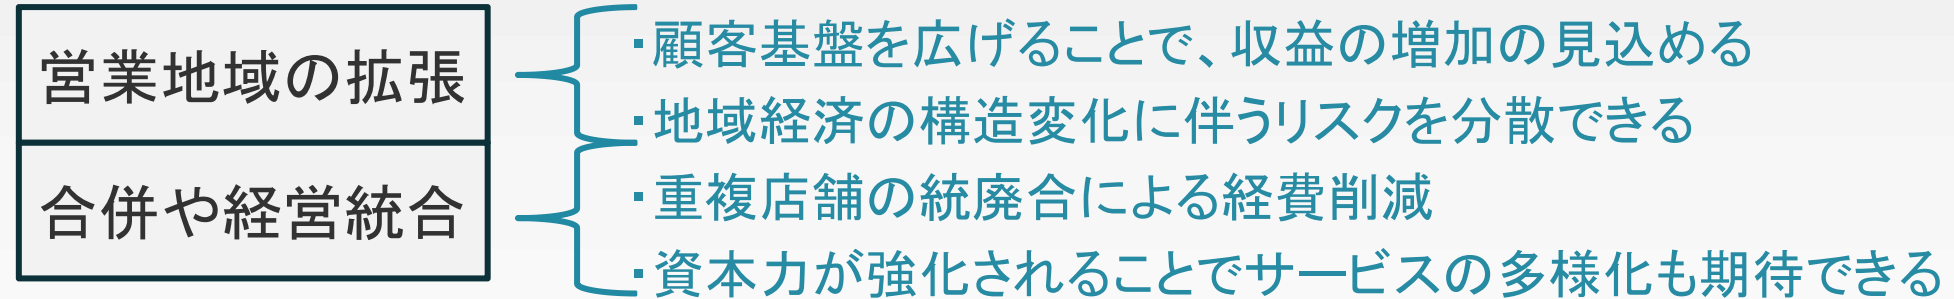 営業地域の拡張
・顧客基盤を広げることで、収益の増加の見込める
・地域経済の構造変化に伴うリスクを分散できる
合併や経営統合
・重複店舗の統廃合による経費削減
・資本力が強化されることでサービスの多様化も期待できる